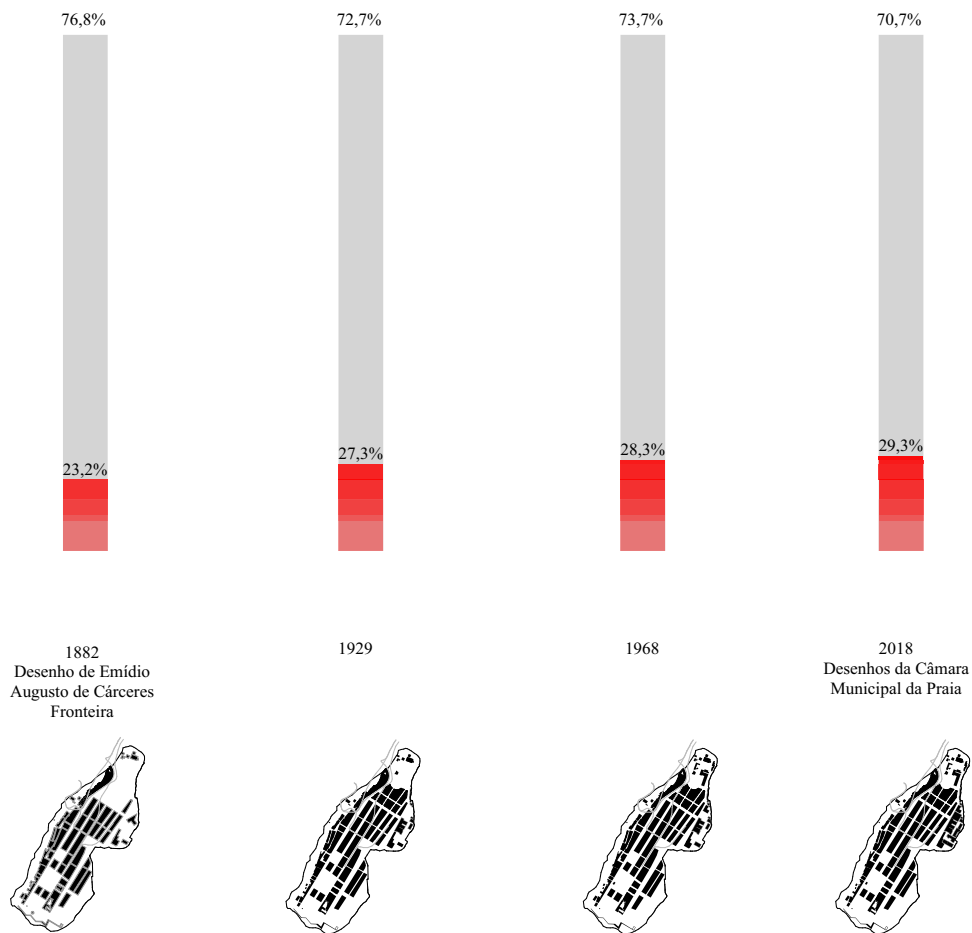 76,8%
72,7%
73,7%
70,7%
23,2%
27,3%
28,3%
29,3%
1882
Desenho de Emídio
Augusto de Cárceres
Fronteira
1929
1968
2018
Desenhos da Câmara
Municipal da Praia